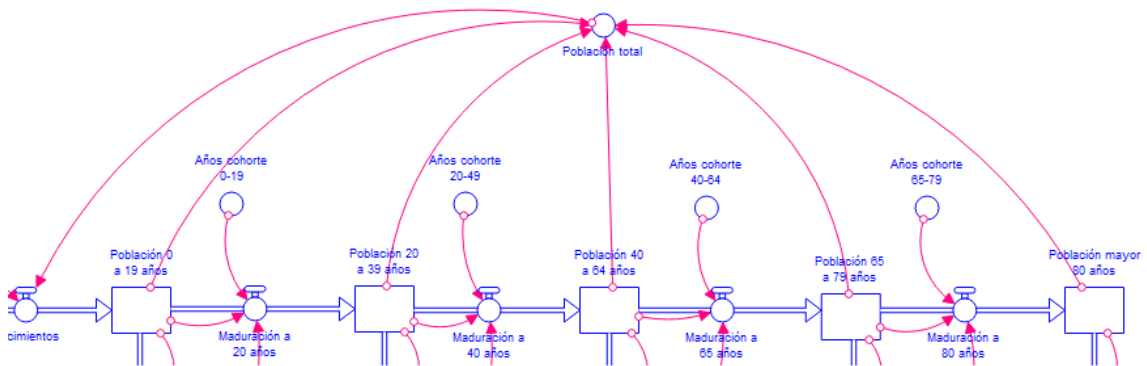 Población total
Años cohorte
0-19
Años cohorte
20-49
Años cohorte
40-64
Años cohorte
65-79
Población 0
a 19 años
Población 20
a 39 años
Población 40
a 64 años
Población 65
a 79 años
Población mayor
80 años
cimientos
Maduración a
20 años
Maduración a
40 años
Maduración a
65 años
Maduración a
80 años